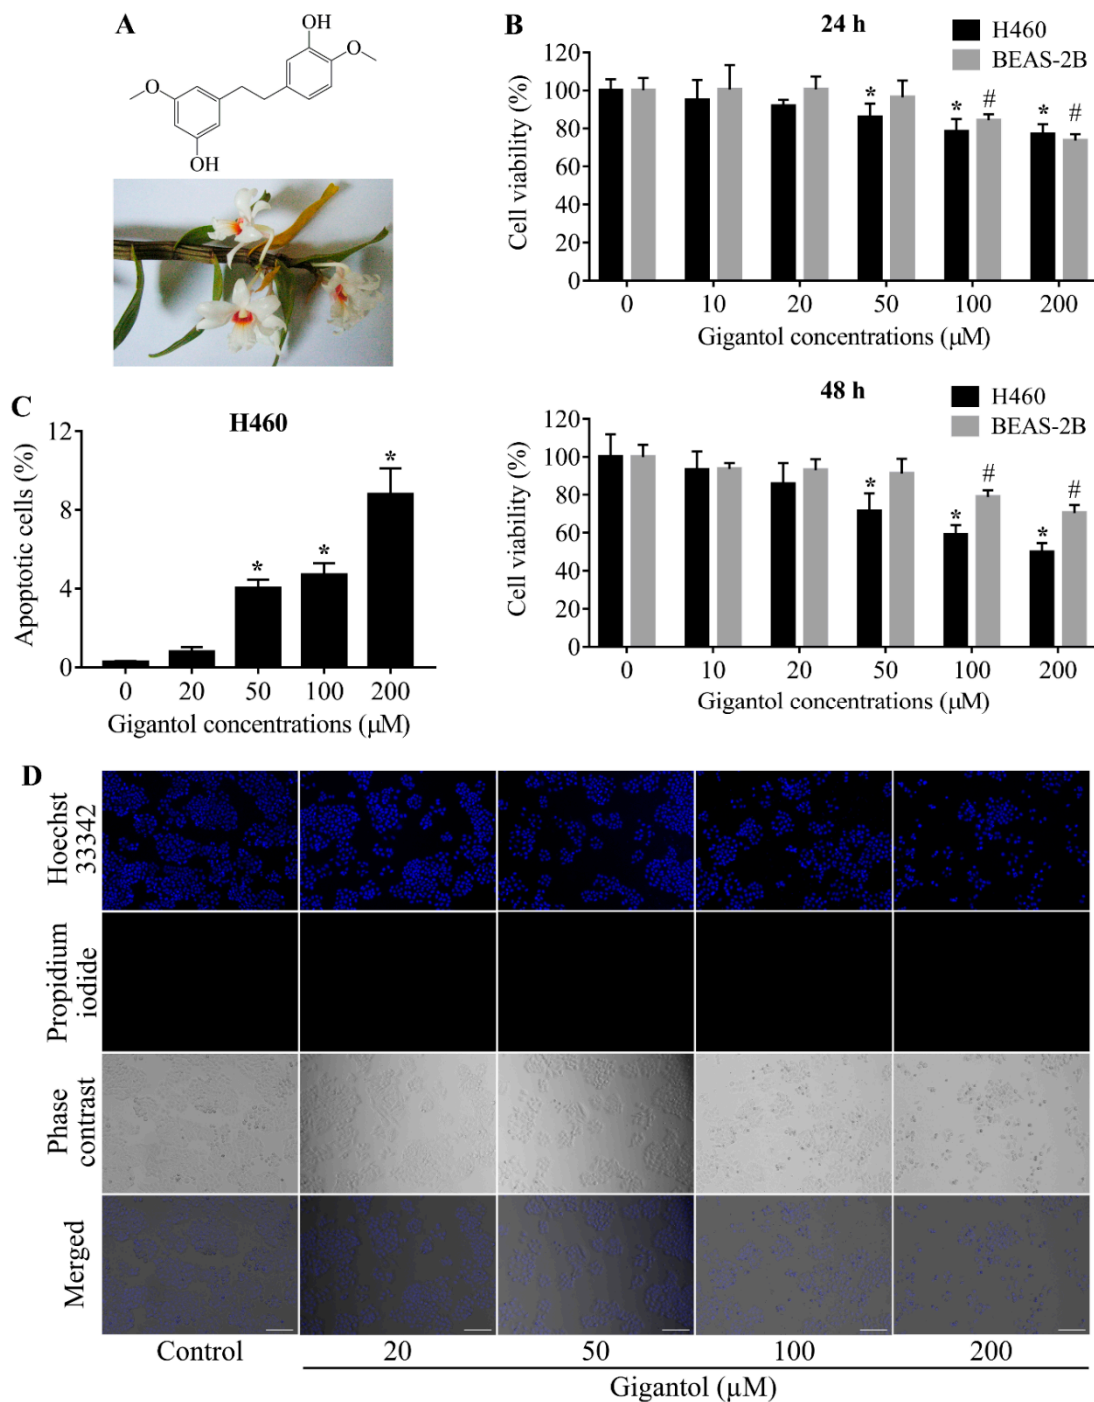 A
OH
O
O
OH
B
24 h
H460
BEAS-2B
Cell viability (%)
120
100
80
60
40
20
0
* * # * #
0 10 20 50 100 200
Gigantol concentrations (μM)
C
H460
Apoptotic cells (%)
12
8
4
0
* * *
0 20 50 100 200
Gigantol concentrations (μM)
48 h
H460
BEAS-2B
Cell viability (%)
120
100
80
60
40
20
0
* * # * #
0 10 20 50 100 200
Gigantol concentrations (μM)
D
Hoechst
33342
Propidium
iodide
Phase
contrast
Merged
Control 20 50 100 200
Gigantol (μM)